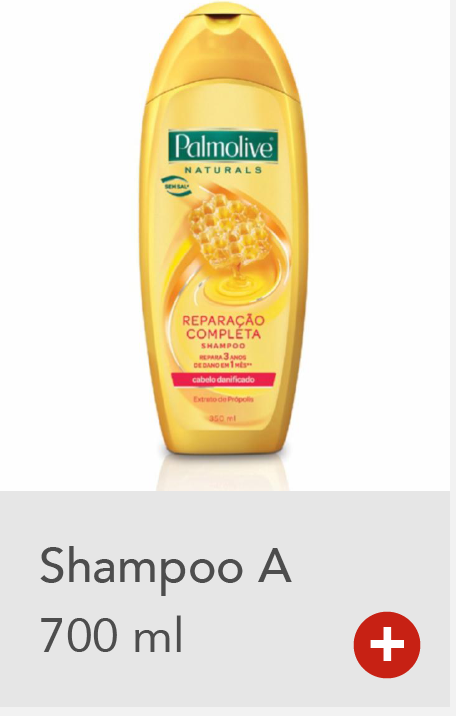 Palmolive
NATURALS
SEM SAL*
REPARAÇÃO
COMPLETA
SHAMPOO
REPARA 3 ANOS
DE DANO EM 1 MÊS**
cabelo danificado
Extrato de Própolis
350 ml
Shampoo A
700 ml